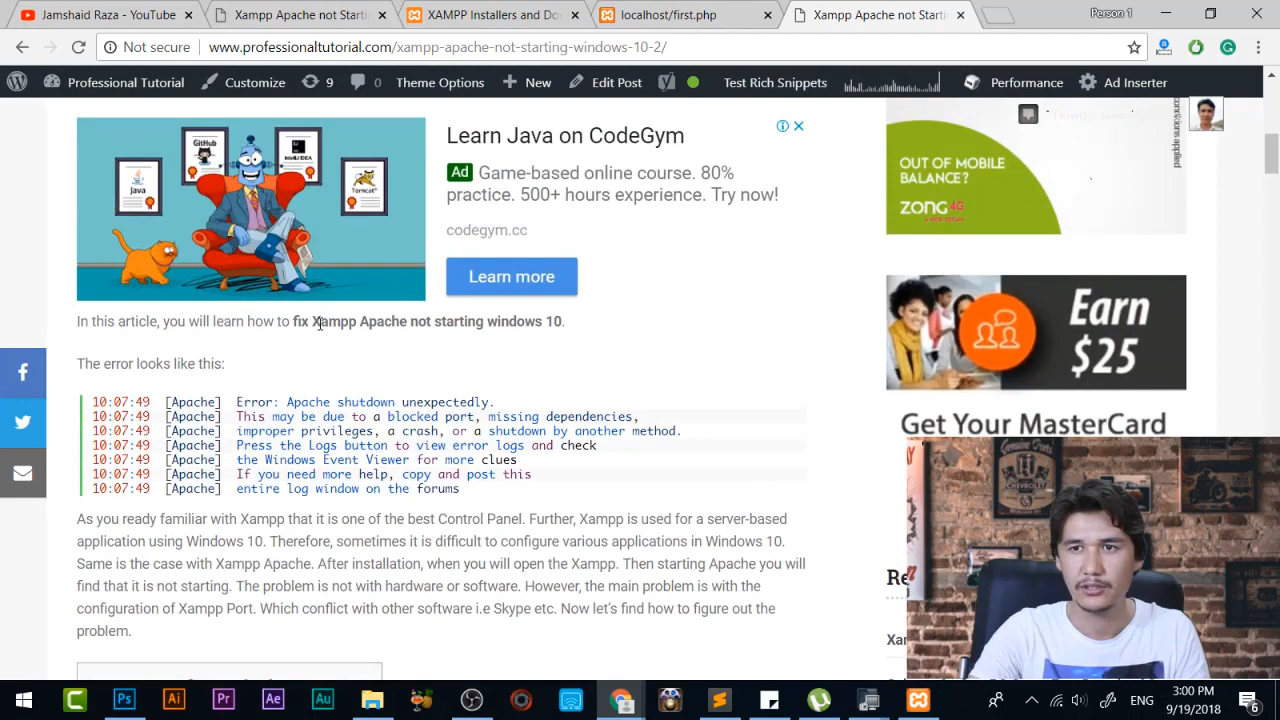 Jamshaid Raza - YouTube
Xampp Apache not Starti
XAMPP Installers and Do
localhost/first.php
Xampp Apache not Starti
Person 1
Not secure
www.professionaltutorial.com/xampp-apache-not-starting-windows-10-2/
Professional Tutorial
Customize
9
0
Theme Options
New
Edit Post
Test Rich Snippets
Performance
Ad Inserter
GitHub
IntelliJ IDEA
Java
Tomcat
Learn Java on CodeGym
Ad Game-based online course. 80%
practice. 500+ hours experience. Try now!
codegym.cc
Learn more
OUT OF MOBILE
BALANCE?
ZONG 4G
Earn
$25
Get Your MasterCard
In this article, you will learn how to fix Xampp Apache not starting windows 10.
The error looks like this:
10:07:49 [Apache] Error: Apache shutdown unexpectedly.
10:07:49 [Apache] This may be due to a blocked port, missing dependencies,
10:07:49 [Apache] improper privileges, a crash, or a shutdown by another method.
10:07:49 [Apache] Press the Logs button to view error logs and check
10:07:49 [Apache] the Windows Event Viewer for more clues
10:07:49 [Apache] If you need more help, copy and post this
10:07:49 [Apache] entire log window on the forums
As you ready familiar with Xampp that it is one of the best Control Panel. Further, Xampp is used for a server-based
application using Windows 10. Therefore, sometimes it is difficult to configure various applications in Windows 10.
Same is the case with Xampp Apache. After installation, when you will open the Xampp. Then starting Apache you will
find that it is not starting. The problem is not with hardware or software. However, the main problem is with the
configuration of Xampp Port. Which conflict with other software i.e Skype etc. Now let's find how to figure out the
problem.
Re
Xar
CHEVROLET
Ps
Ai
Pr
Ae
Au
ENG
3:00 PM
9/19/2018
6